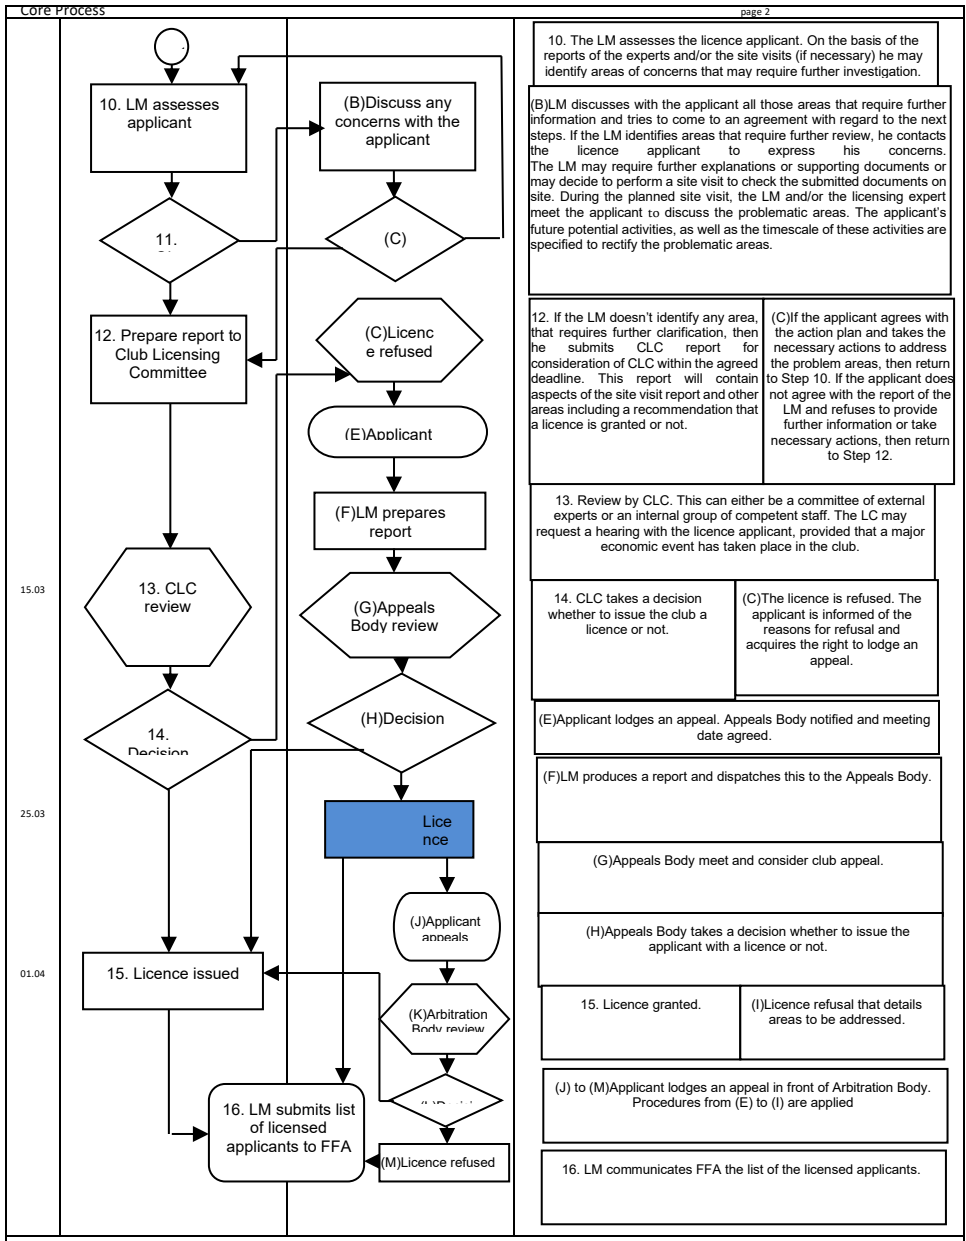 Core Process
page 2
10. LM assesses
applicant
(B)Discuss any
concerns with the
applicant
11.
(C)
12. Prepare report to
Club Licensing
Committee
(C)Licenc
e refused
(E)Applicant
(F)LM prepares
report
15.03
13. CLC
review
(G)Appeals
Body review
14.
Decision
(H)Decision
25.03
Lice
nce
(J)Applicant
appeals
01.04
15. Licence issued
(K)Arbitration
Body review
16. LM submits list
of licensed
applicants to FFA
(M)Licence refused
10. The LM assesses the licence applicant. On the basis of the
reports of the experts and/or the site visits (if necessary) he may
identify areas of concerns that may require further investigation.
(B)LM discusses with the applicant all those areas that require further
information and tries to come to an agreement with regard to the next
steps. If the LM identifies areas that require further review, he contacts
the licence applicant to express his concerns.
The LM may require further explanations or supporting documents or
may decide to perform a site visit to check the submitted documents on
site. During the planned site visit, the LM and/or the licensing expert
meet the applicant to discuss the problematic areas. The applicant's
future potential activities, as well as the timescale of these activities are
specified to rectify the problematic areas.
12. If the LM doesn't identify any area,
that requires further clarification, then
he submits CLC report for
consideration of CLC within the agreed
deadline. This report will contain
aspects of the site visit report and other
areas including a recommendation that
a licence is granted or not.
(C)If the applicant agrees with
the action plan and takes the
necessary actions to address
the problem areas, then return
to Step 10. If the applicant does
not agree with the report of the
LM and refuses to provide
further information or take
necessary actions, then return
to Step 12.
13. Review by CLC. This can either be a committee of external
experts or an internal group of competent staff. The LC may
request a hearing with the licence applicant, provided that a major
economic event has taken place in the club.
14. CLC takes a decision
whether to issue the club a
licence or not.
(C)The licence is refused. The
applicant is informed of the
reasons for refusal and
acquires the right to lodge an
appeal.
(E)Applicant lodges an appeal. Appeals Body notified and meeting
date agreed.
(F)LM produces a report and dispatches this to the Appeals Body.
(G)Appeals Body meet and consider club appeal.
(H)Appeals Body takes a decision whether to issue the
applicant with a licence or not.
15. Licence granted.
(I)Licence refusal that details
areas to be addressed.
(J) to (M)Applicant lodges an appeal in front of Arbitration Body.
Procedures from (E) to (I) are applied
16. LM communicates FFA the list of the licensed applicants.